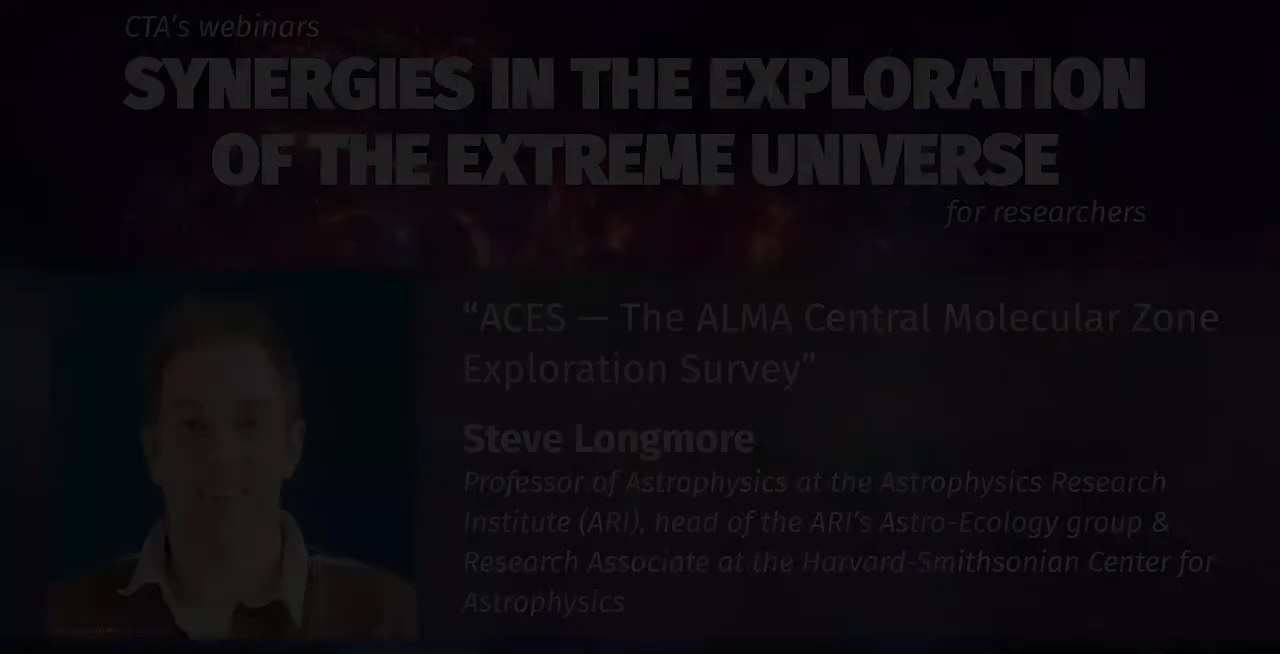 CTA's webinars
SYNERGIES IN THE EXPLORATION
OF THE EXTREME UNIVERSE
for researchers
“ACES — The ALMA Central Molecular Zone
Exploration Survey”
Steve Longmore
Professor of Astrophysics at the Astrophysics Research
Institute (ARI), head of the ARI's Astro-Ecology group &
Research Associate at the Harvard-Smithsonian Center for
Astrophysics